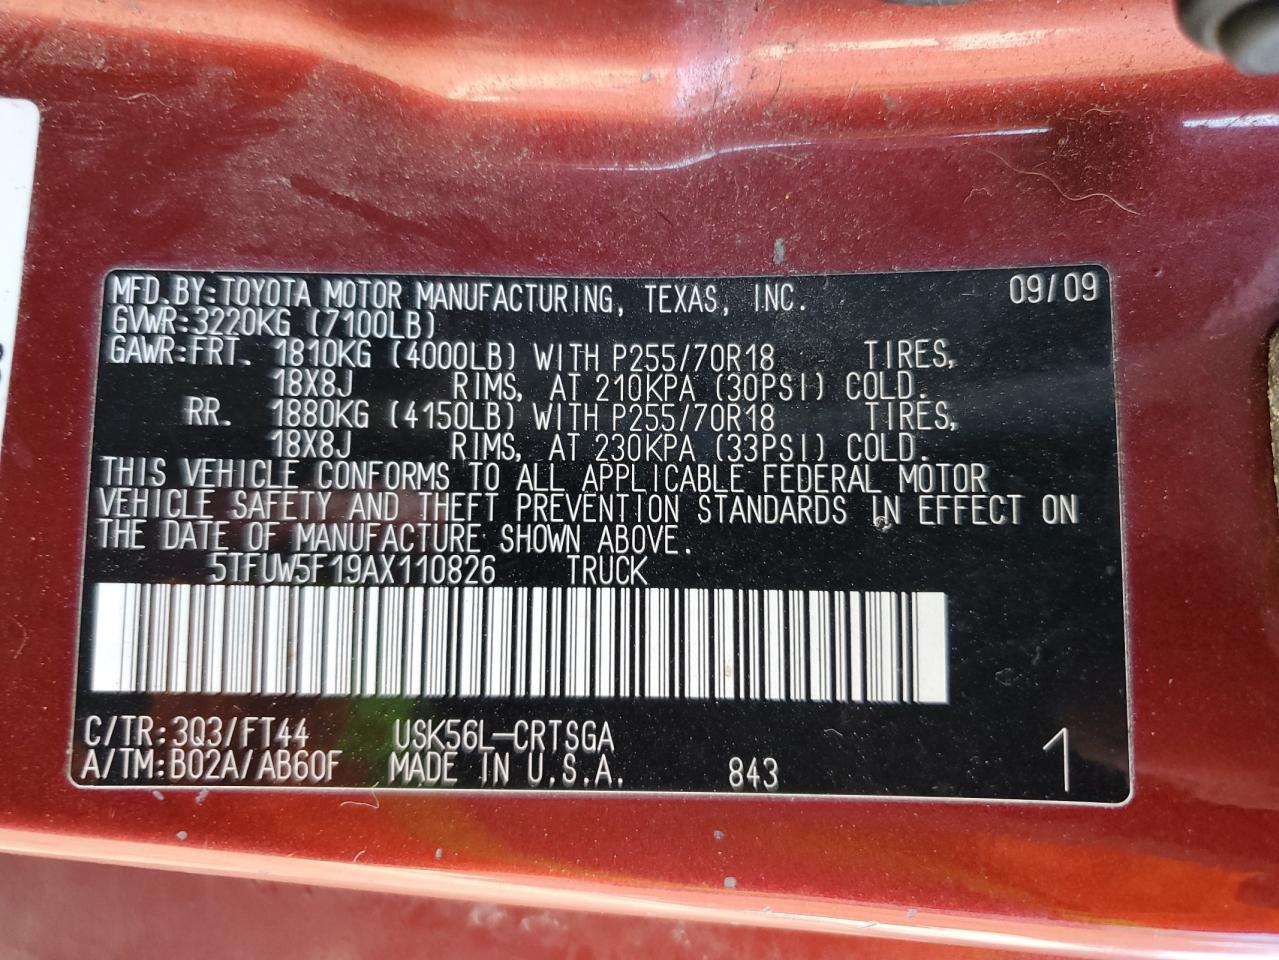 MFD.BY:TOYOTA MOTOR MANUFACTURING, TEXAS, INC. 09/09
GVWR:3220KG (7100LB)
GAWR:FRT. 1810KG (4000LB) WITH P255/70R18 TIRES,
18X8J RIMS, AT 210KPA (30PSI) COLD.
RR. 1880KG (4150LB) WITH P255/70R18 TIRES,
18X8J RIMS, AT 230KPA (33PSI) COLD.
THIS VEHICLE CONFORMS TO ALL APPLICABLE FEDERAL MOTOR
VEHICLE SAFETY AND THEFT PREVENTION STANDARDS IN EFFECT ON
THE DATE OF MANUFACTURE SHOWN ABOVE.
5TFUW5F19AX110826 TRUCK
C/TR:3Q3/FT44 USK56L-CRTSGA
A/TM:B02A/AB60F MADE IN U.S.A. 843 1